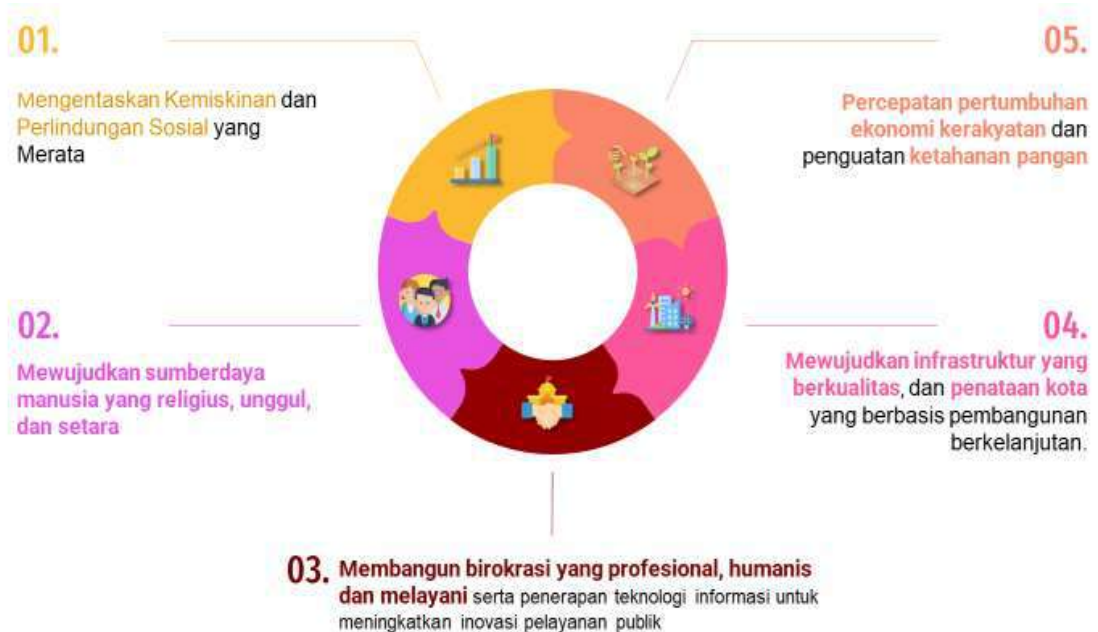 01.
Mengentaskan Kemiskinan dan
Perlindungan Sosial yang
Merata
02.
Mewujudkan sumberdaya
manusia yang religius, unggul,
dan setara
03. Membangun birokrasi yang profesional, humanis
dan melayani serta penerapan teknologi informasi untuk
meningkatkan inovasi pelayanan publik
04.
Mewujudkan infrastruktur yang
berkualitas, dan penataan kota
yang berbasis pembangunan
berkelanjutan.
05.
Percepatan pertumbuhan
ekonomi kerakyatan dan
penguatan ketahanan pangan